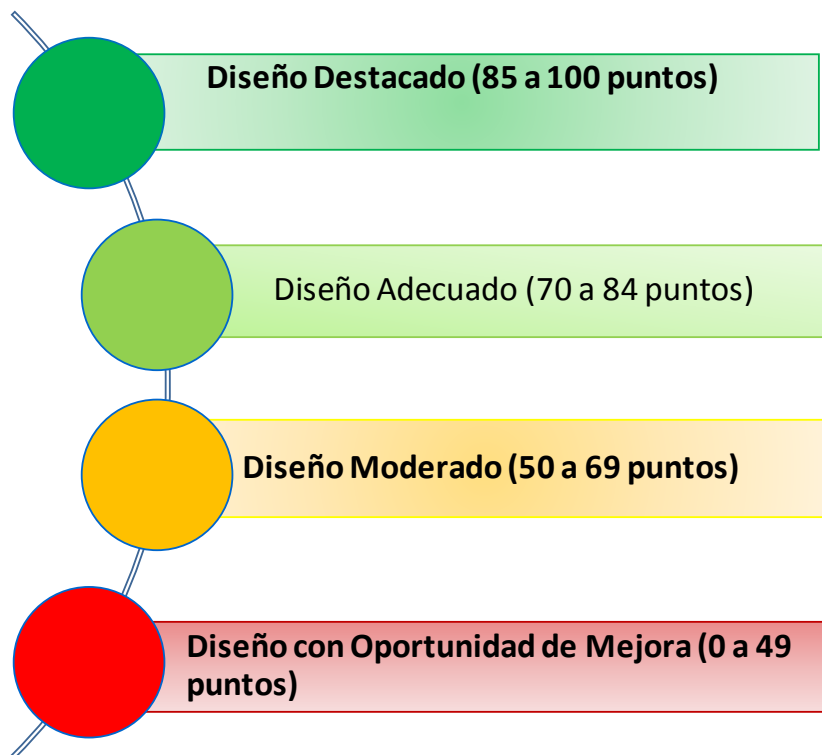 Diseño Destacado (85 a 100 puntos)
Diseño Adecuado (70 a 84 puntos)
Diseño Moderado (50 a 69 puntos)
Diseño con Oportunidad de Mejora (0 a 49
puntos)